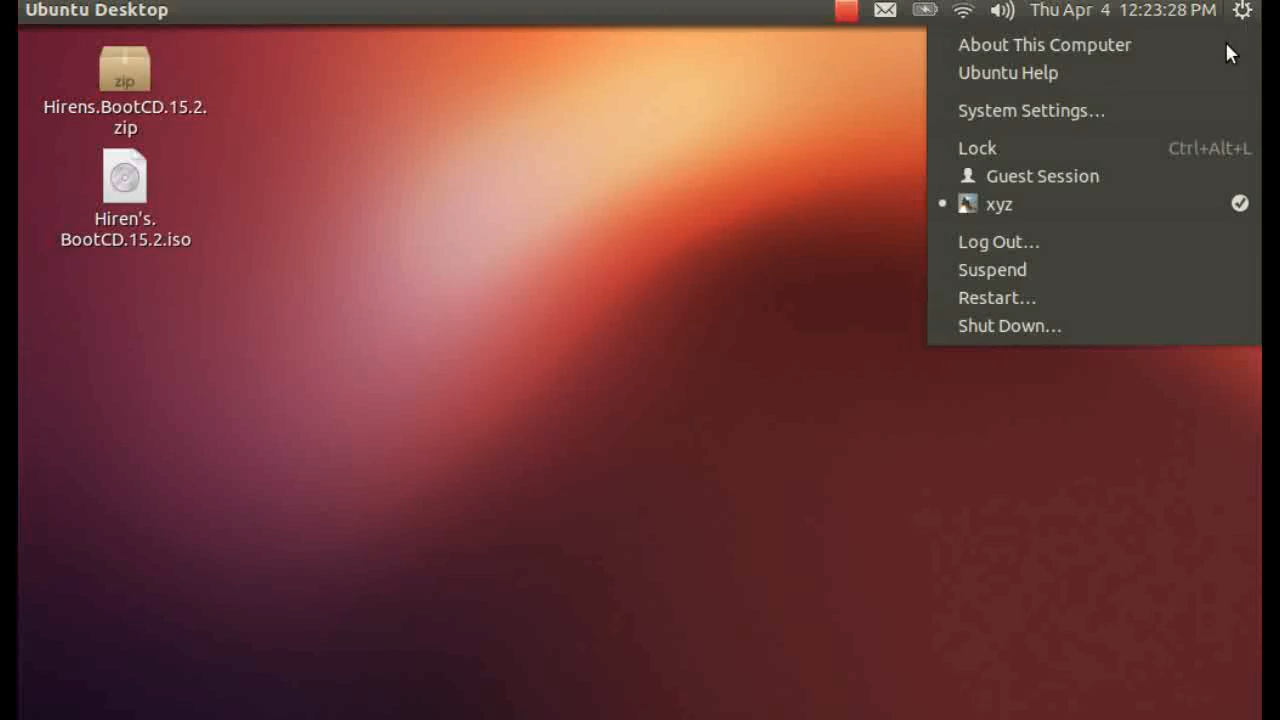 Ubuntu Desktop
Thu Apr 4 12:23:28 PM
zip
Hirens.BootCD.15.2.
zip
Hiren's.
BootCD.15.2.iso
About This Computer
Ubuntu Help
System Settings...
Lock Ctrl+Alt+L
Guest Session
xyz
Log Out...
Suspend
Restart...
Shut Down...